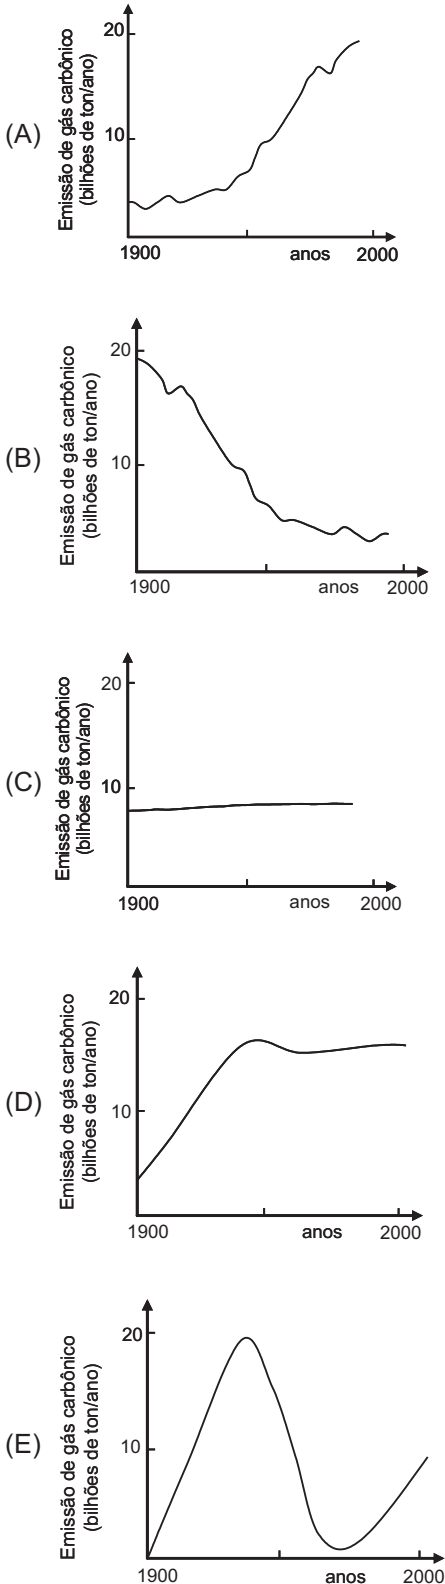 (A)
Emissão de gás carbônico
(bilhões de ton/ano)
20
10
1900
anos
2000
(B)
Emissão de gás carbônico
(bilhões de ton/ano)
20
10
1900
anos
2000
(C)
Emissão de gás carbônico
(bilhões de ton/ano)
20
10
1900
anos
2000
(D)
Emissão de gás carbônico
(bilhões de ton/ano)
20
10
1900
anos
2000
(E)
Emissão de gás carbônico
(bilhões de ton/ano)
20
10
1900
anos
2000